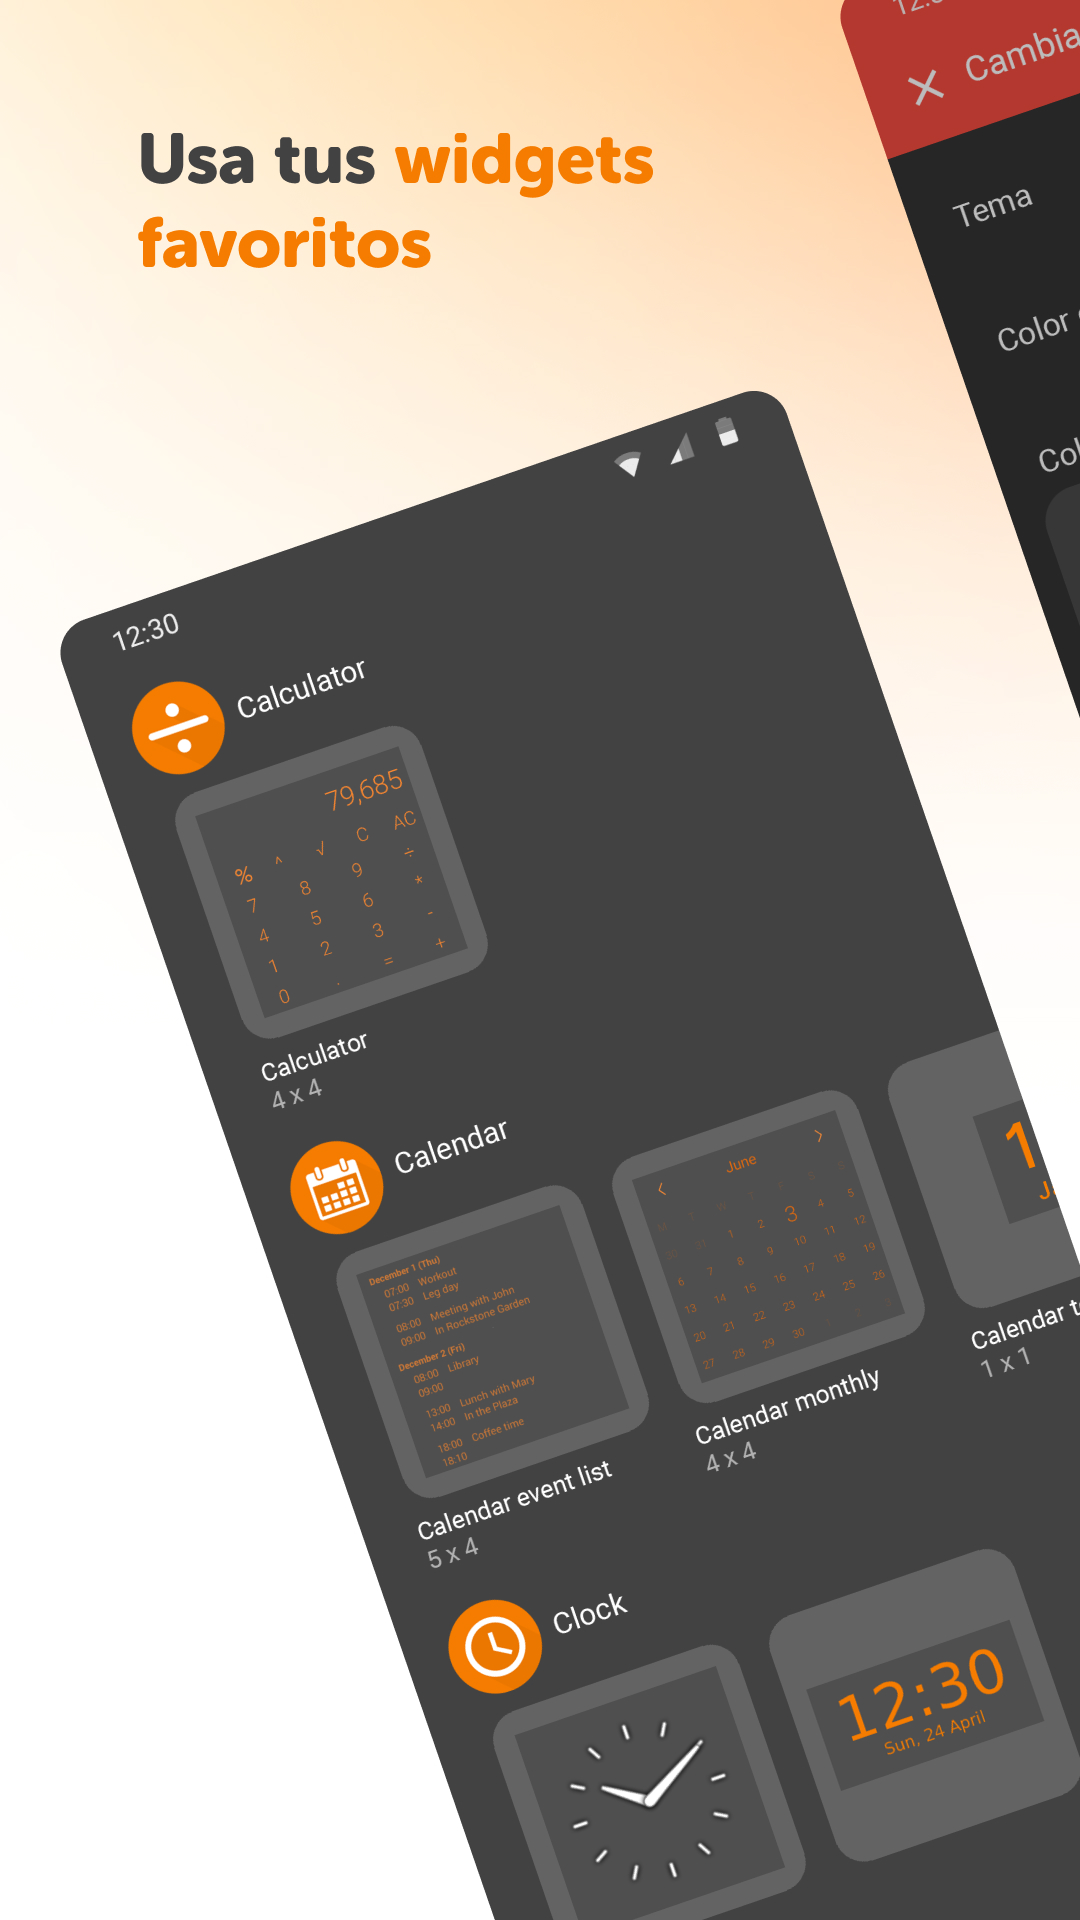 Usa tus widgets
favoritos
Cambia
Tema
Color
12:30
Calculator
79,685
% ^ √ C AC
7 8 9 ÷
4 5 6 *
1 2 3 -
0 . = +
Calculator
4 x 4
Calendar
December 1 (Thu)
07:00 Workout
07:30 Leg day
08:00 Meeting with John
09:00 In Rockstone Garden
December 2 (Fri)
08:00 Library
09:00
13:00 Lunch with Mary
14:00 In the Plaza
18:00 Coffee time
18:10
Calendar event list
5 x 4
June
1 2 3 4 5
6 7 8 9 10 11 12
13 14 15 16 17 18 19
20 21 22 23 24 25 26
27 28 29 30
Calendar monthly
4 x 4
Calendar
1 x 1
Clock
12:30
Sun, 24 April